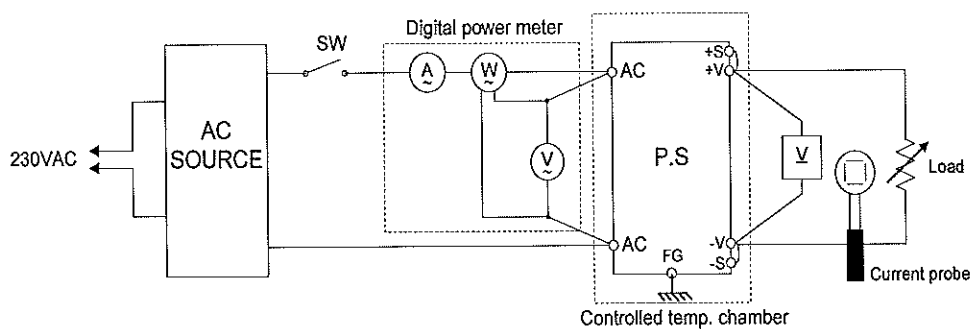 Digital power meter
SW
A
W
AC
+S
+V
230VAC
AC
SOURCE
V
P.S
V
Load
AC
FG
-V
-S
Current probe
Controlled temp. chamber